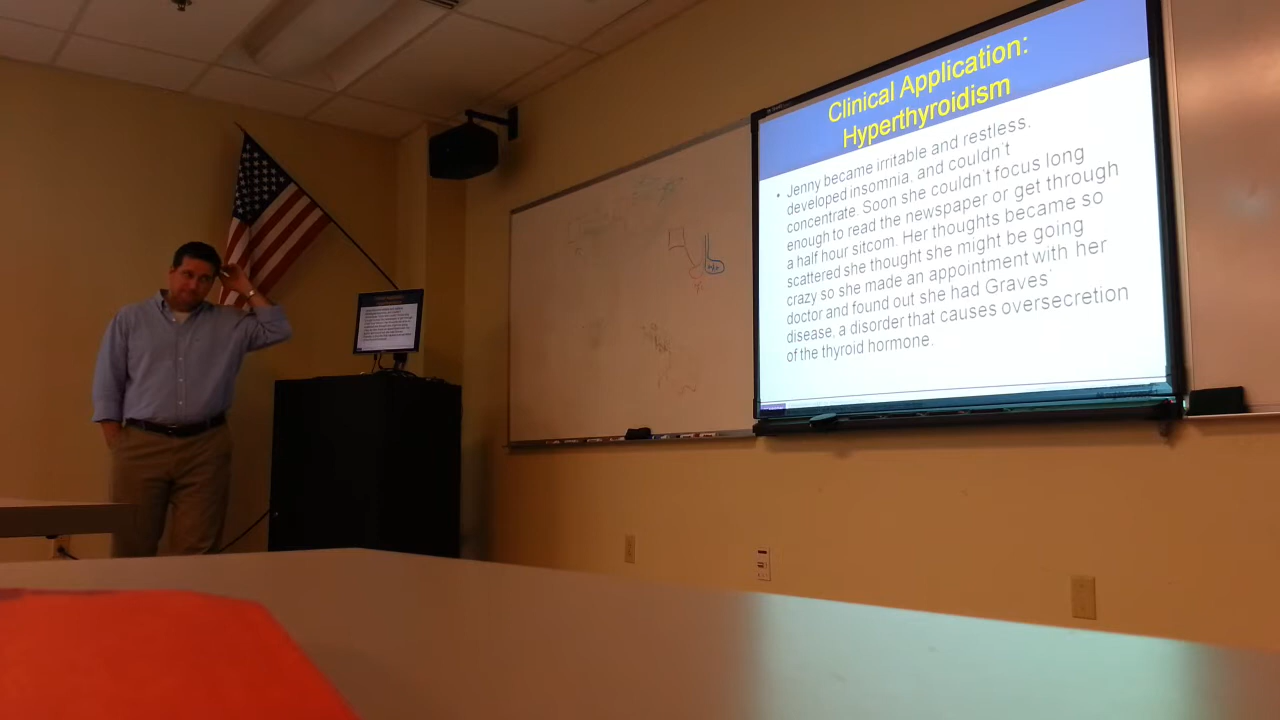 Clinical Application:
Hyperthyroidism
• Jenny became irritable and restless,
developed insomnia, and couldn't
concentrate. Soon she couldn't focus long
enough to read the newspaper or get through
a half hour sitcom. Her thoughts became so
scattered she thought she might be going
crazy so she made an appointment with her
doctor and found out she had Graves'
disease, a disorder that causes oversecretion
of the thyroid hormone.